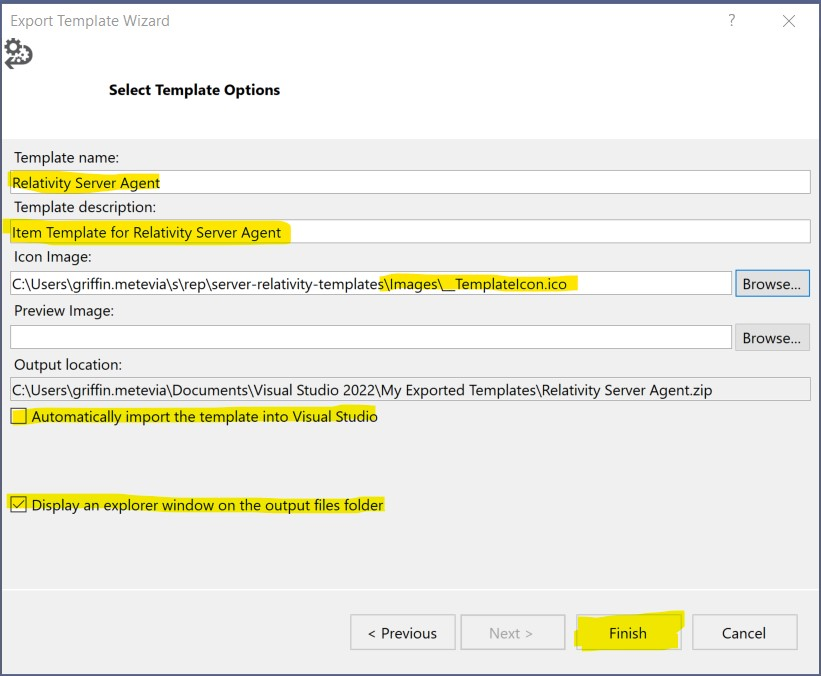 Export Template Wizard
?
Select Template Options
Template name:
Relativity Server Agent
Template description:
Item Template for Relativity Server Agent
Icon Image:
C:\Users\griffin.metevia\s\rep\server-relativity-templates\Images\__TemplateIcon.ico
Browse...
Preview Image:
Browse...
Output location:
C:\Users\griffin.metevia\Documents\Visual Studio 2022\My Exported Templates\Relativity Server Agent.zip
Automatically import the template into Visual Studio
Display an explorer window on the output files folder
< Previous Next > Finish Cancel